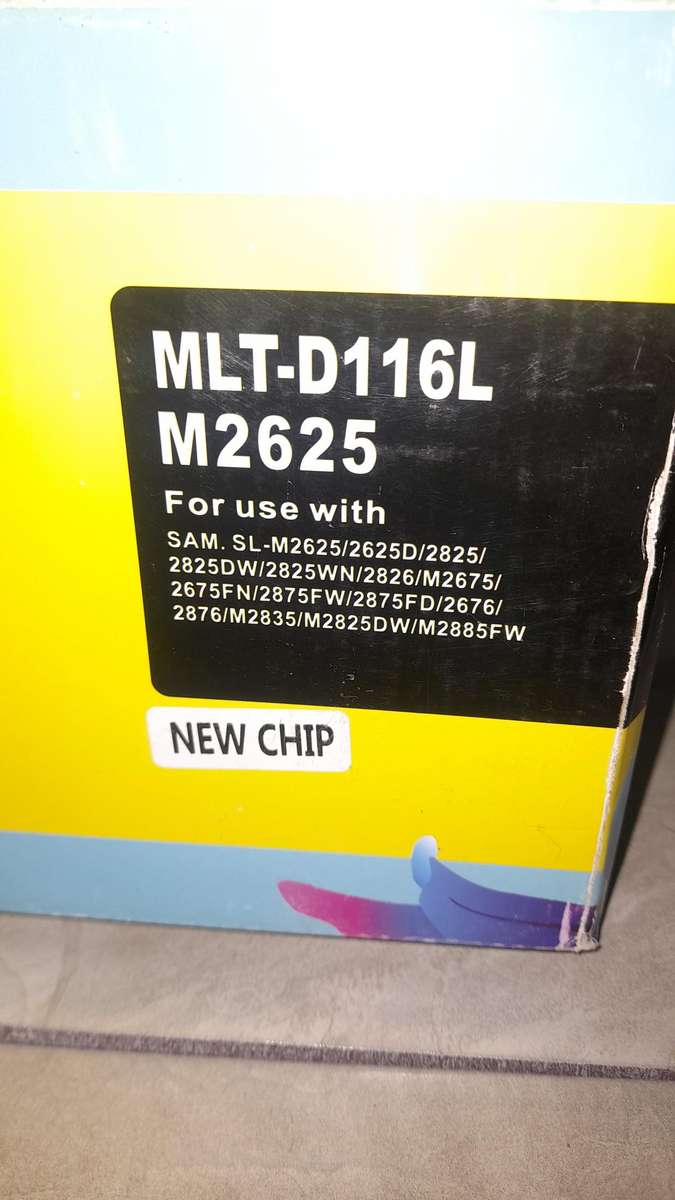 MLT-D116L
M2625
For use with
SAM. SL-M2625/2625D/2825/
2825DW/2825WN/2826/M2675/
2675FN/2875FW/2875FD/2676/
2876/M2835/M2825DW/M2885FW
NEW CHIP